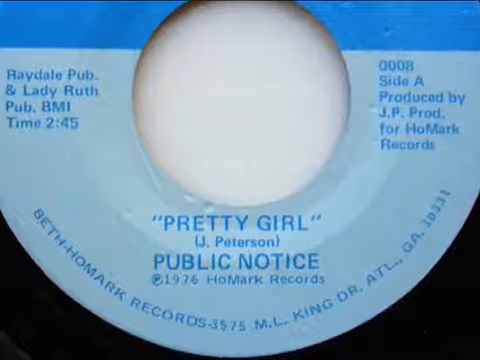 Raydale Pub.
& Lady Ruth
Pub. BMI
Time 2:45
0008
Side A
Produced by
J.P. Prod.
for HoMark
Records
"PRETTY GIRL"
(J. Peterson)
PUBLIC NOTICE
℗1976 HoMark Records
BETH-HOMARK RECORDS-3575 M.L. KING DR. ATL., GA. 30331